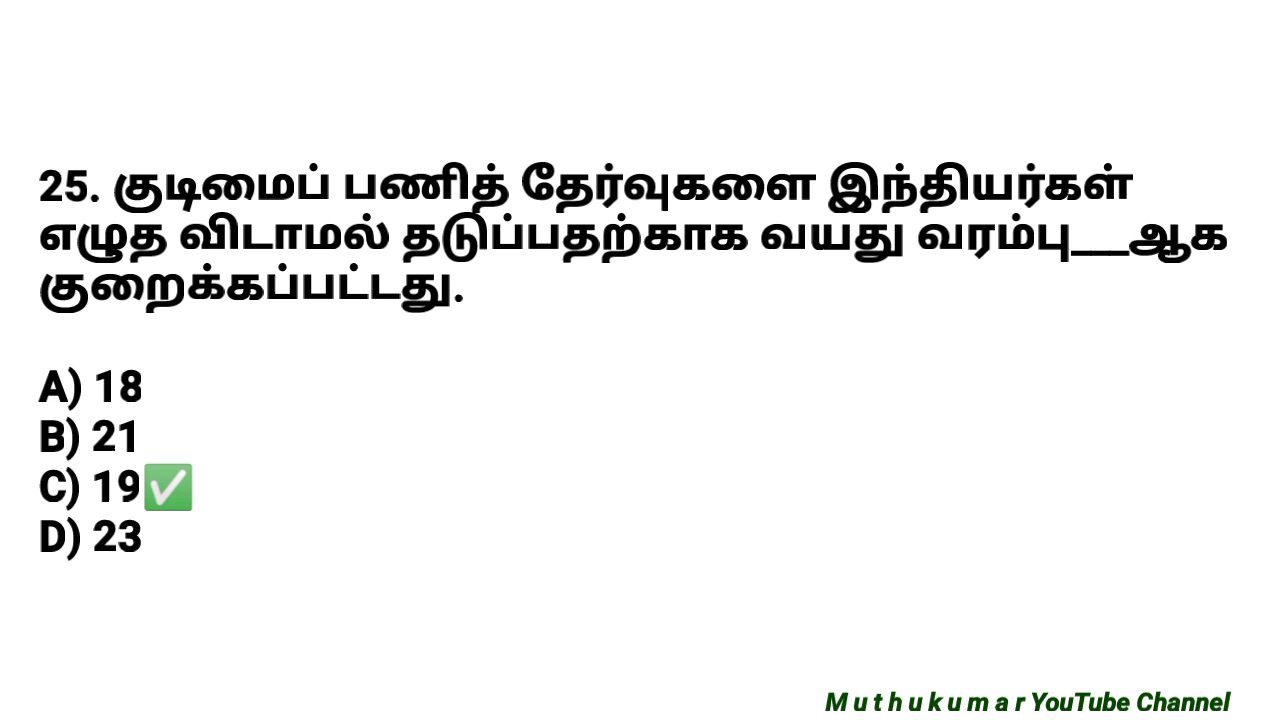 25. குடிமைப் பணித் தேர்வுகளை இந்தியர்கள்
எழுத விடாமல் தடுப்பதற்காக வயது வரம்பு___ஆக
குறைக்கப்பட்டது.
A) 18
B) 21
C) 19✅
D) 23
M u t h u k u m a r YouTube Channel